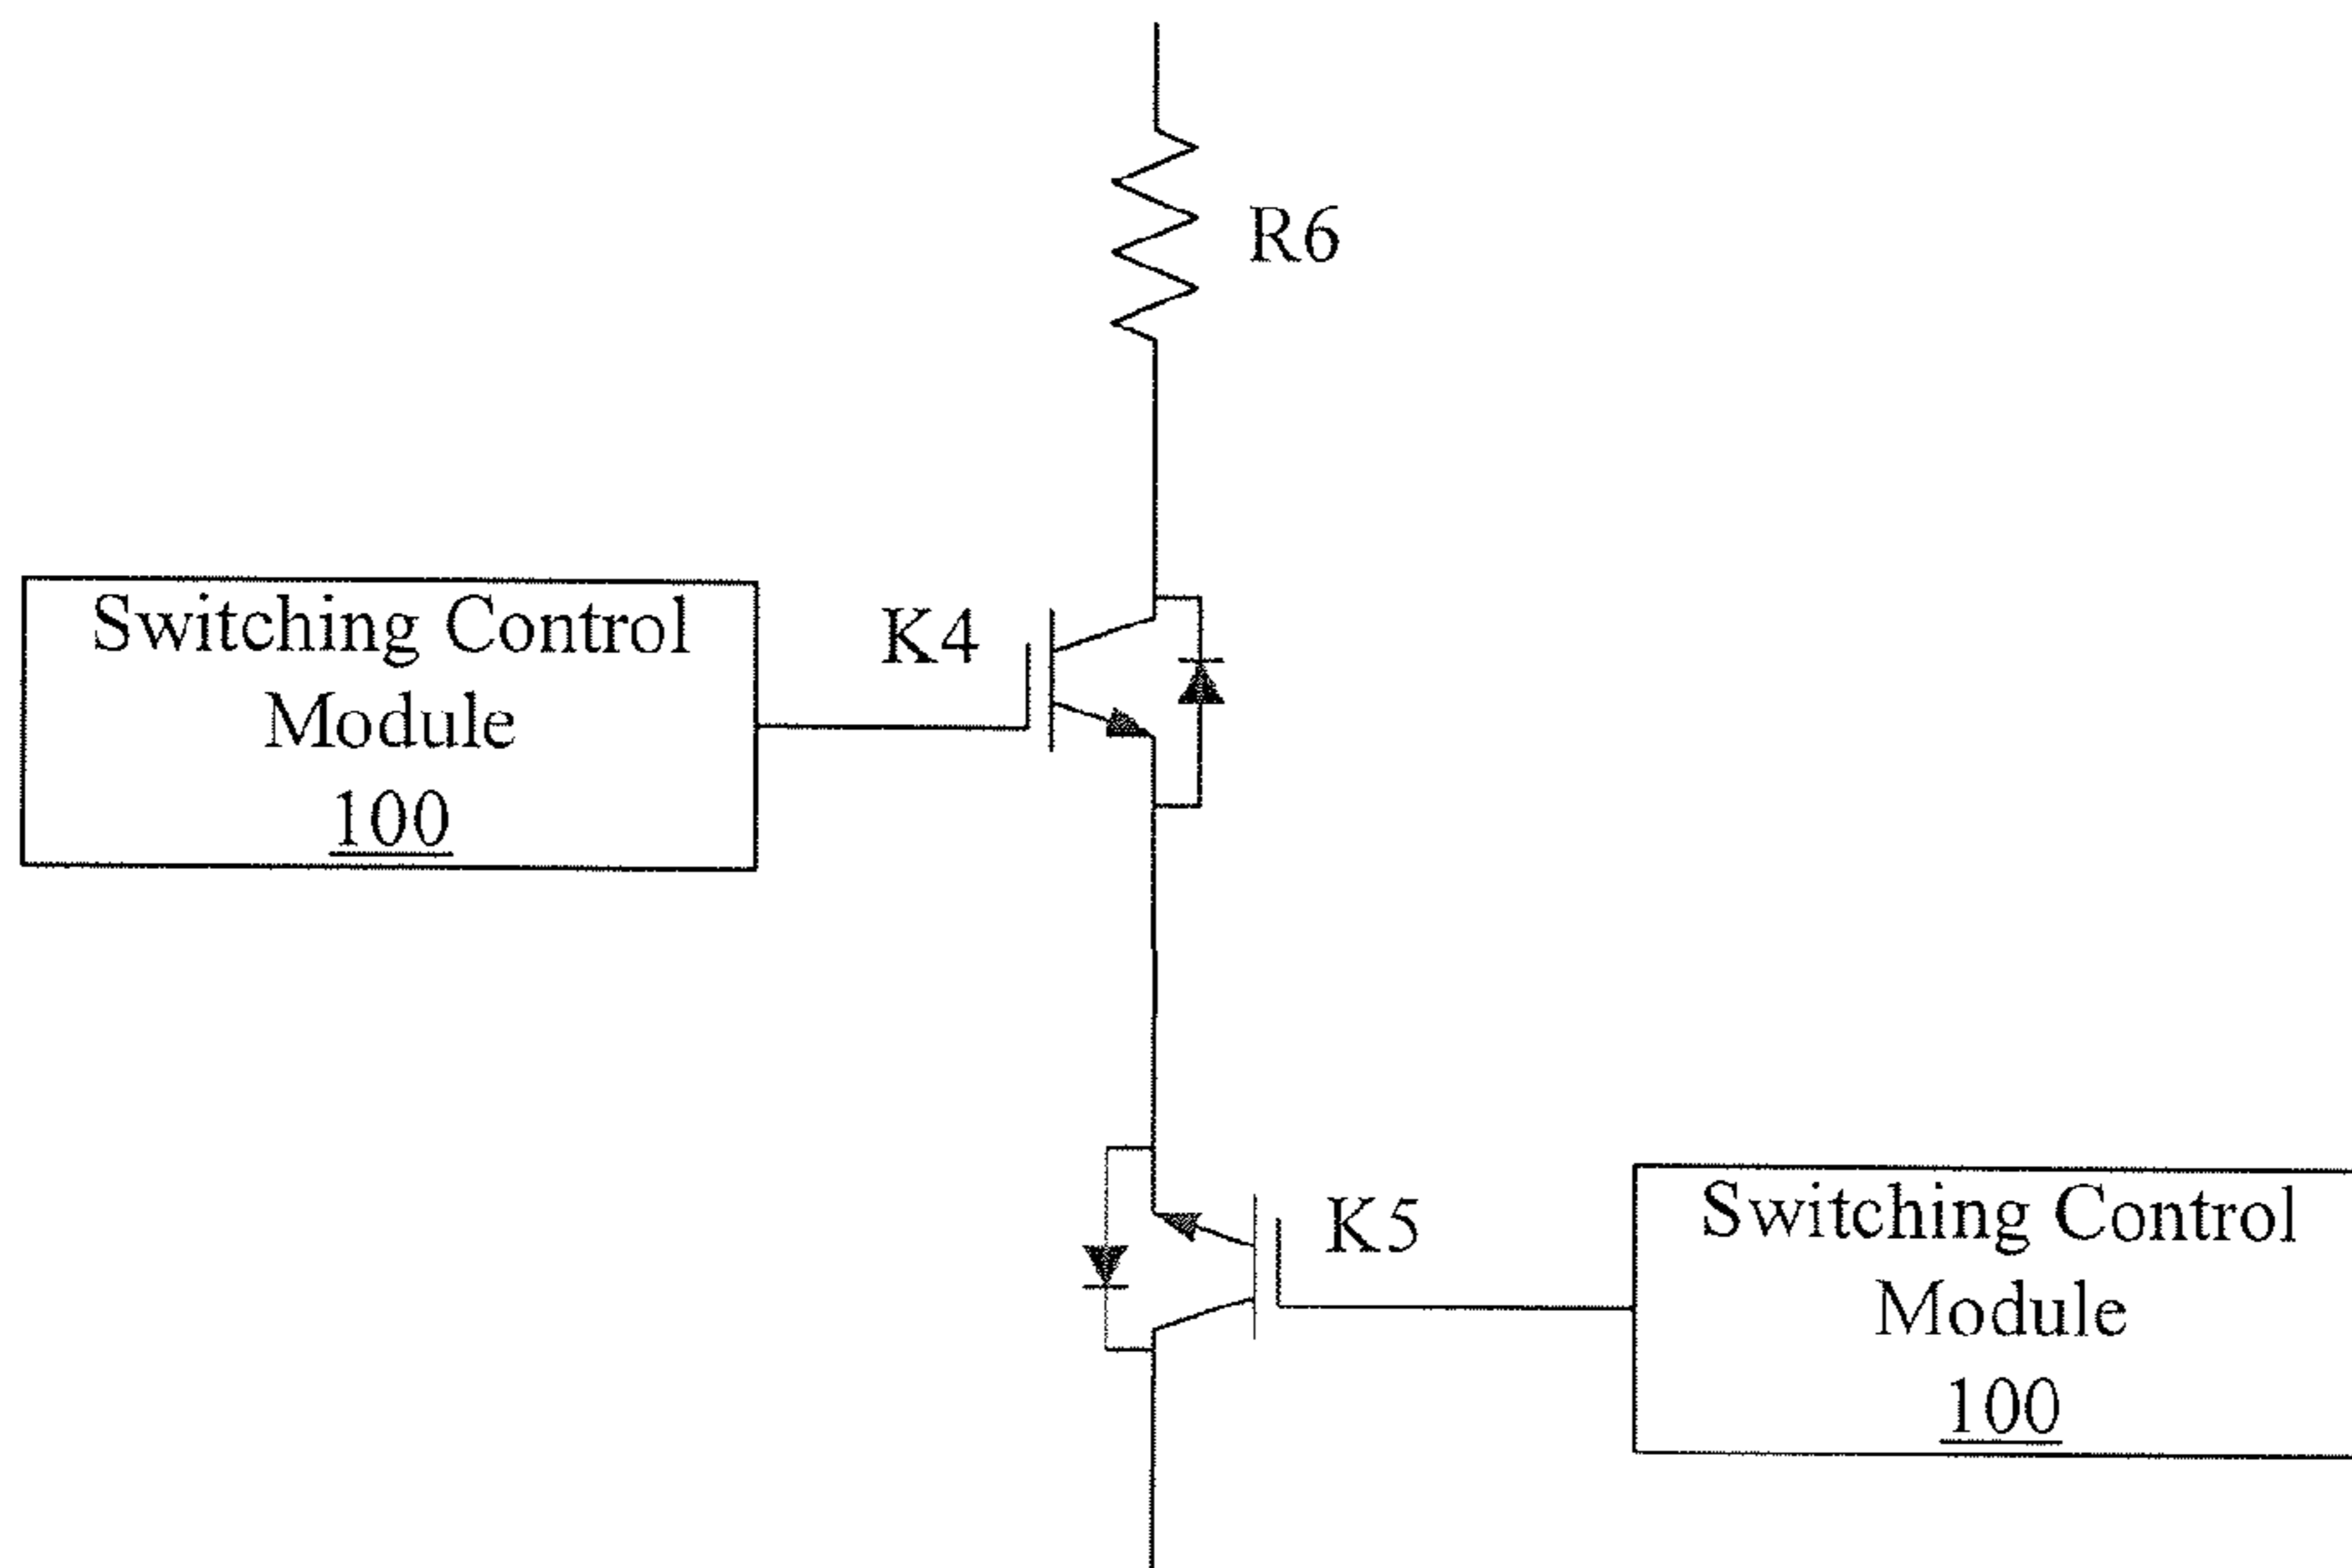 R6
K4
Switching Control
Module
100
K5
Switching Control
Module
100